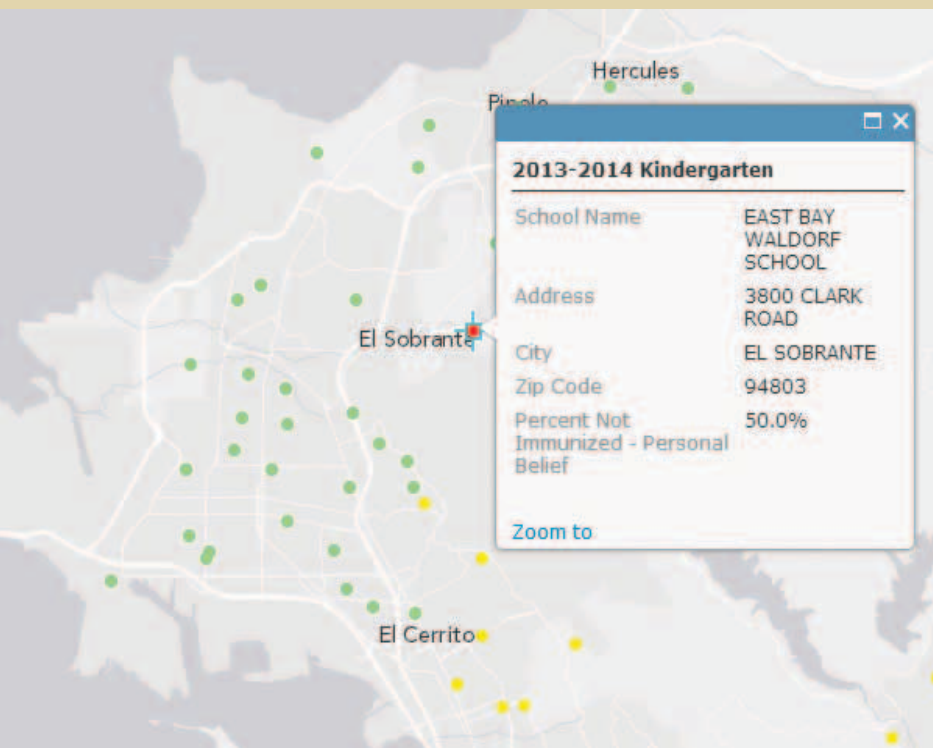 Hercules
Pinole
2013-2014 Kindergarten
School Name
EAST BAY
WALDORF
SCHOOL
Address
3800 CLARK
ROAD
City
EL SOBRANTE
Zip Code
94803
Percent Not
Immunized - Personal
Belief
50.0%
Zoom to
El Sobrante
El Cerrito